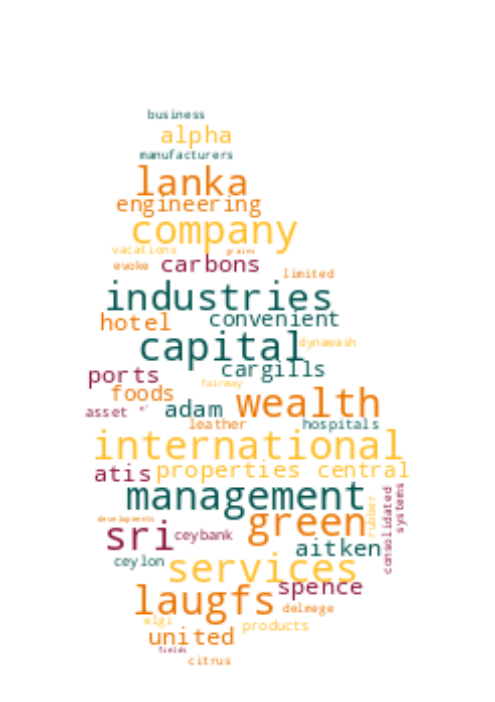 business
alpha
manufacturers
lanka
engineering
company
vacations
evoke carbons
limited
industries
hotel convenient
capital dynawash
ports cargills
fairway
foods wealth
asset adam
leather hospitals
international
atis properties central
management
green rubber consolidated systems
developments
sri ceybank
aitken
ceylon services
spence
laugfs delmege
elgi products
united
fields
citrus